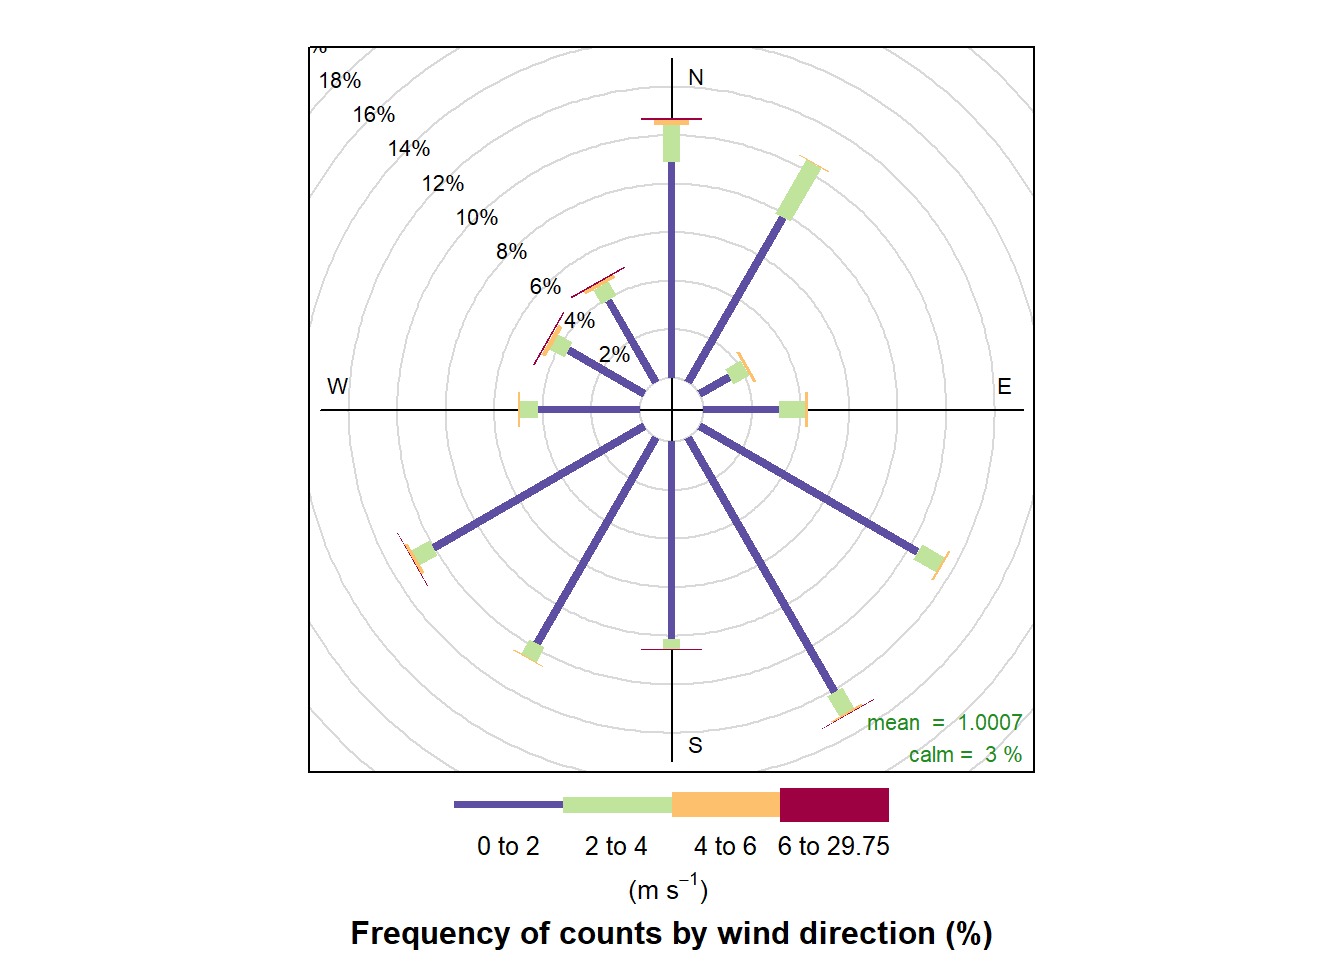 %
18%
16%
14%
12%
10%
8%
6%
4%
2%
N
W
E
S
mean = 1.0007
calm = 3 %
0 to 2 2 to 4 4 to 6 6 to 29.75
(m s⁻¹)
Frequency of counts by wind direction (%)